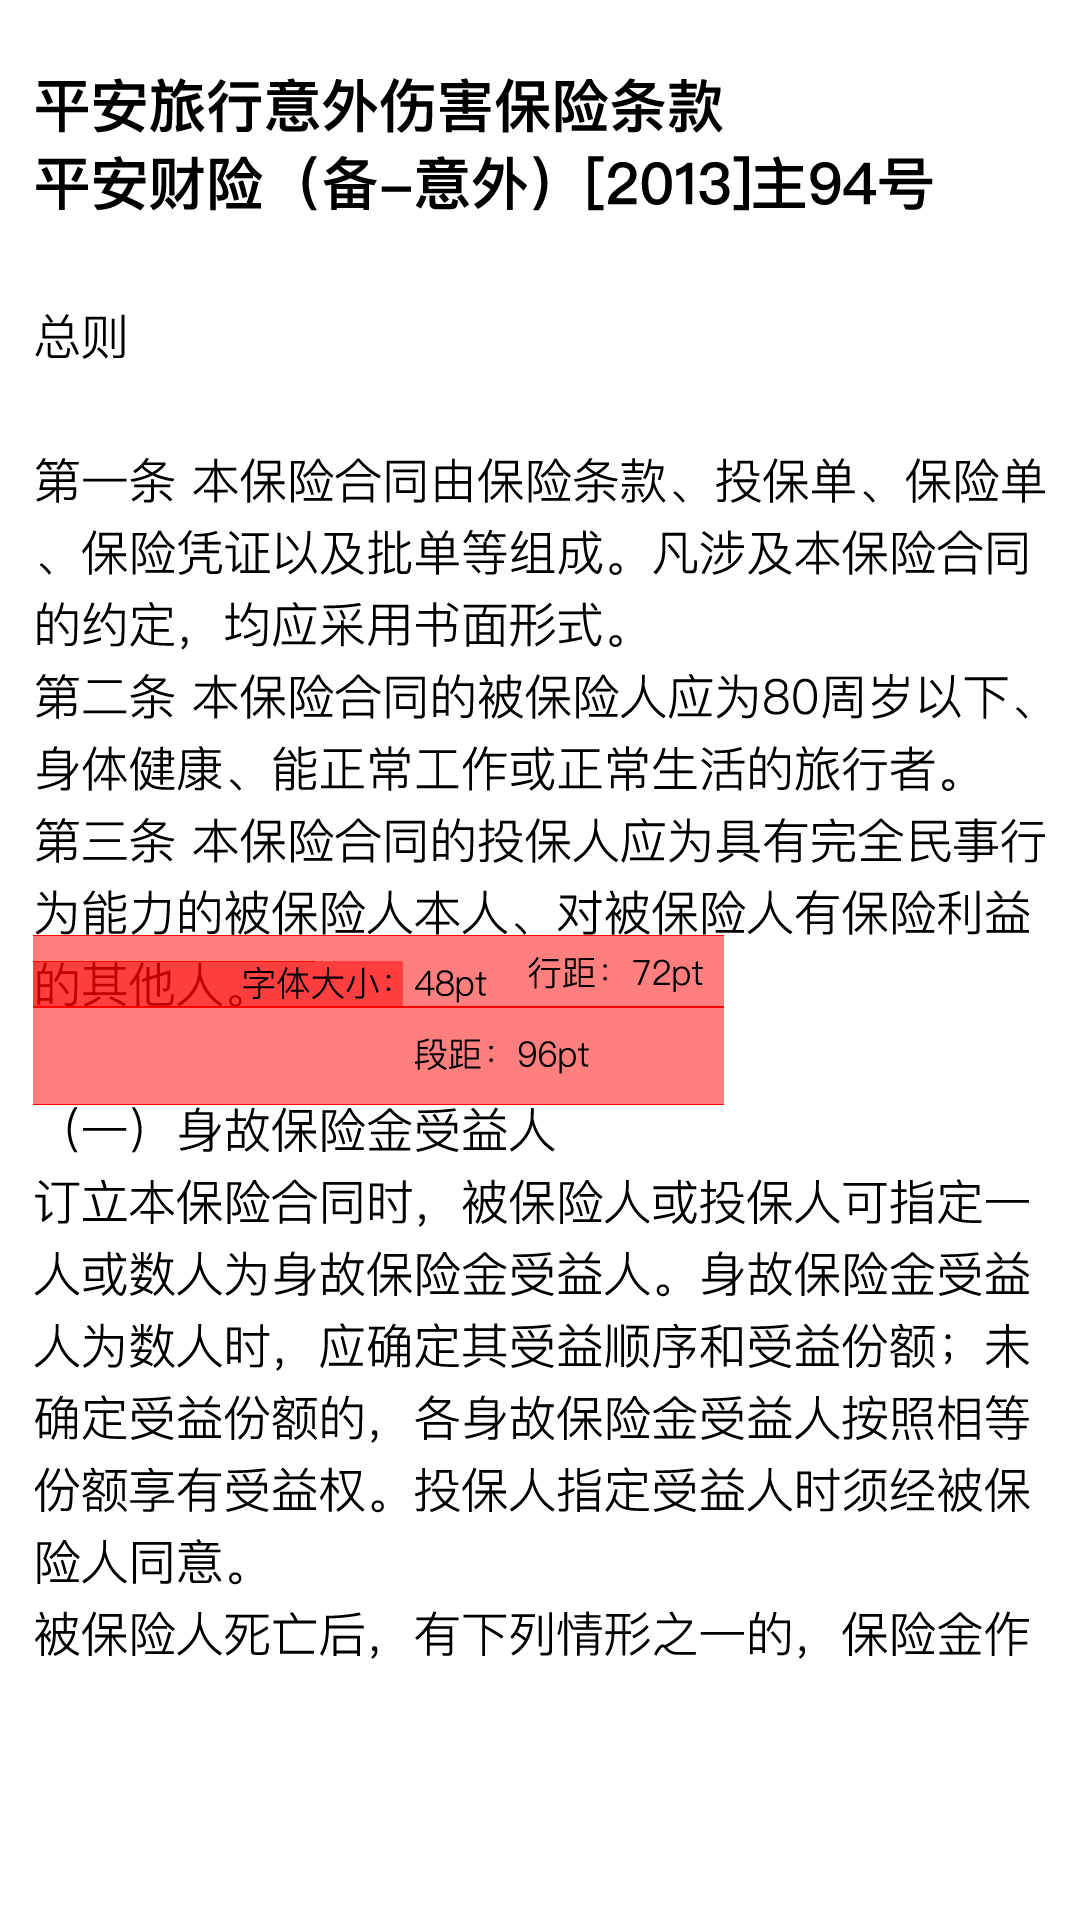 平安旅行意外伤害保险条款
平安财险（备–意外）[2013]主94号
总则
第一条 本保险合同由保险条款、投保单、保险单
、保险凭证以及批单等组成。凡涉及本保险合同
的约定，均应采用书面形式。
第二条 本保险合同的被保险人应为80周岁以下、
身体健康、能正常工作或正常生活的旅行者。
第三条 本保险合同的投保人应为具有完全民事行
为能力的被保险人本人、对被保险人有保险利益
的其他人。
字体大小：48pt
行距：72pt
段距：96pt
（一）身故保险金受益人
订立本保险合同时，被保险人或投保人可指定一
人或数人为身故保险金受益人。身故保险金受益
人为数人时，应确定其受益顺序和受益份额；未
确定受益份额的，各身故保险金受益人按照相等
份额享有受益权。投保人指定受益人时须经被保
险人同意。
被保险人死亡后，有下列情形之一的，保险金作